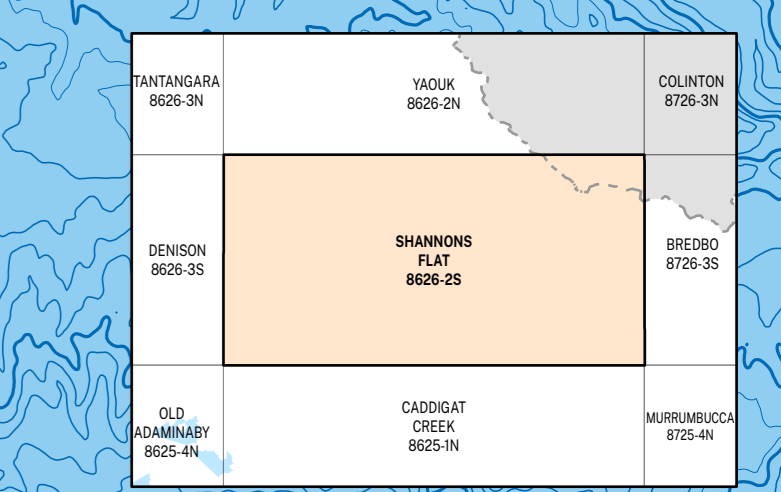 TANTANGARA
8626-3N
YAOUK
8626-2N
COLINTON
8726-3N
DENISON
8626-3S
SHANNONS
FLAT
8626-2S
BREDBO
8726-3S
OLD
ADAMINABY
8625-4N
CADDIGAT
CREEK
8625-1N
MURRUMBUCCA
8725-4N